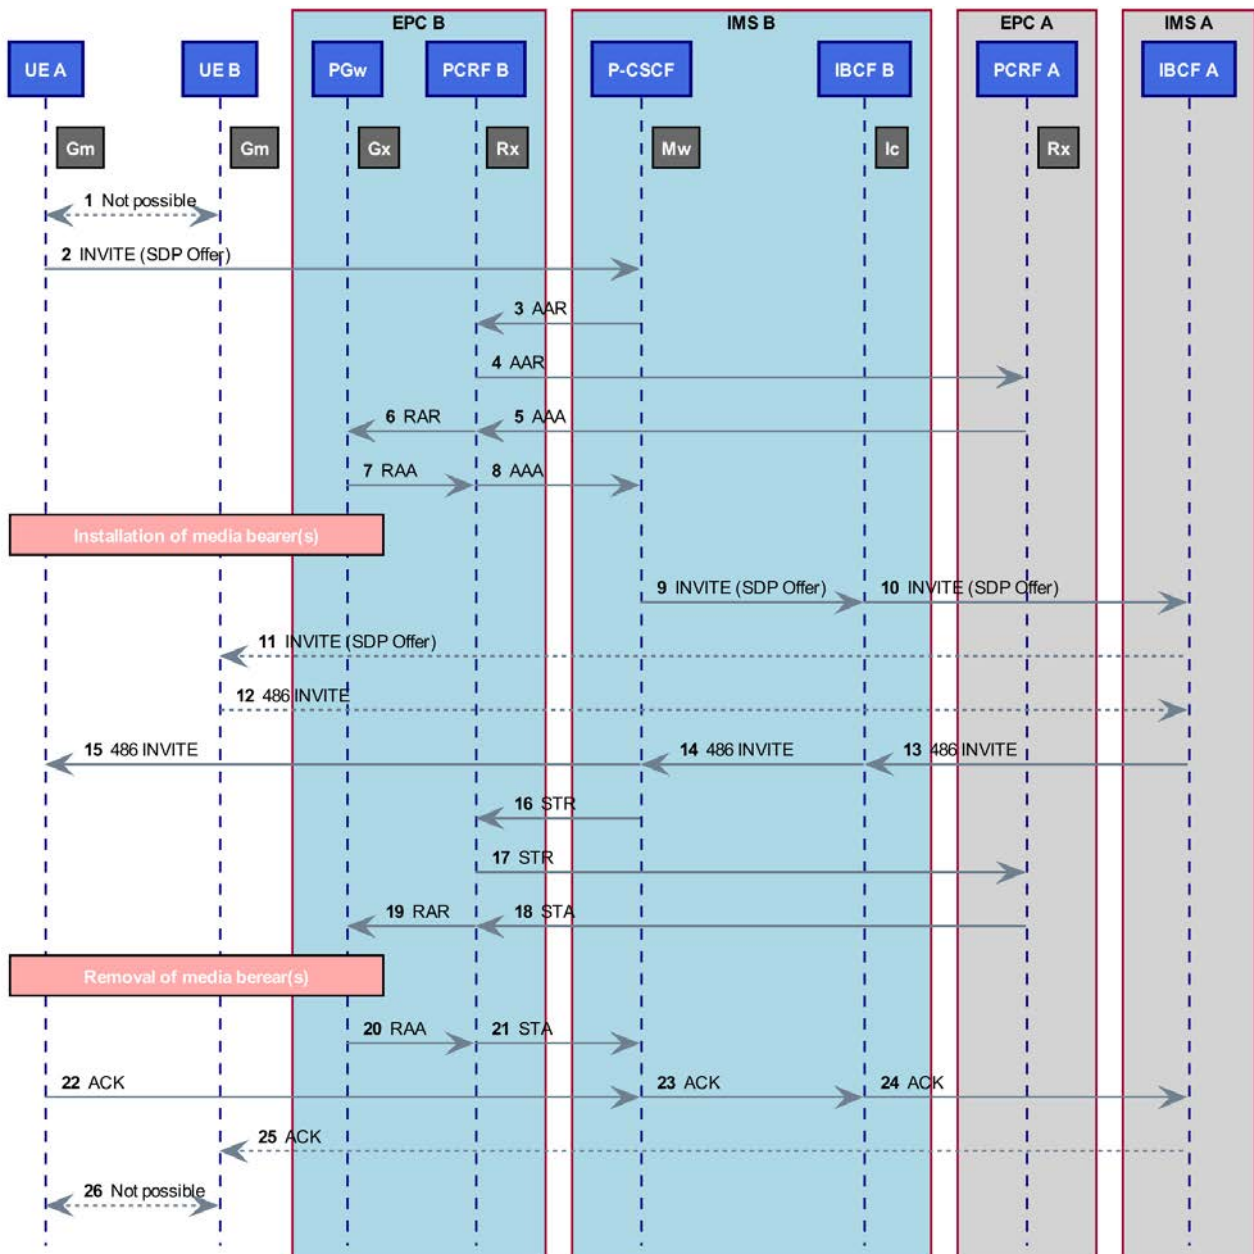 EPC B
IMS B
EPC A
IMS A
UE A
UE B
PGw
PCRF B
P-CSCF
IBCF B
PCRF A
IBCF A
Gm
Gm
Gx
Rx
Mw
Ic
Rx
1 Not possible
2 INVITE (SDP Offer)
3 AAR
4 AAR
6 RAR
5 AAA
7 RAA
8 AAA
Installation of media bearer(s)
9 INVITE (SDP Offer)
10 INVITE (SDP Offer)
11 INVITE (SDP Offer)
12 486 INVITE
15 486 INVITE
14 486 INVITE
13 486 INVITE
16 STR
17 STR
19 RAR
18 STA
Removal of media berear(s)
20 RAA
21 STA
22 ACK
23 ACK
24 ACK
25 ACK
26 Not possible